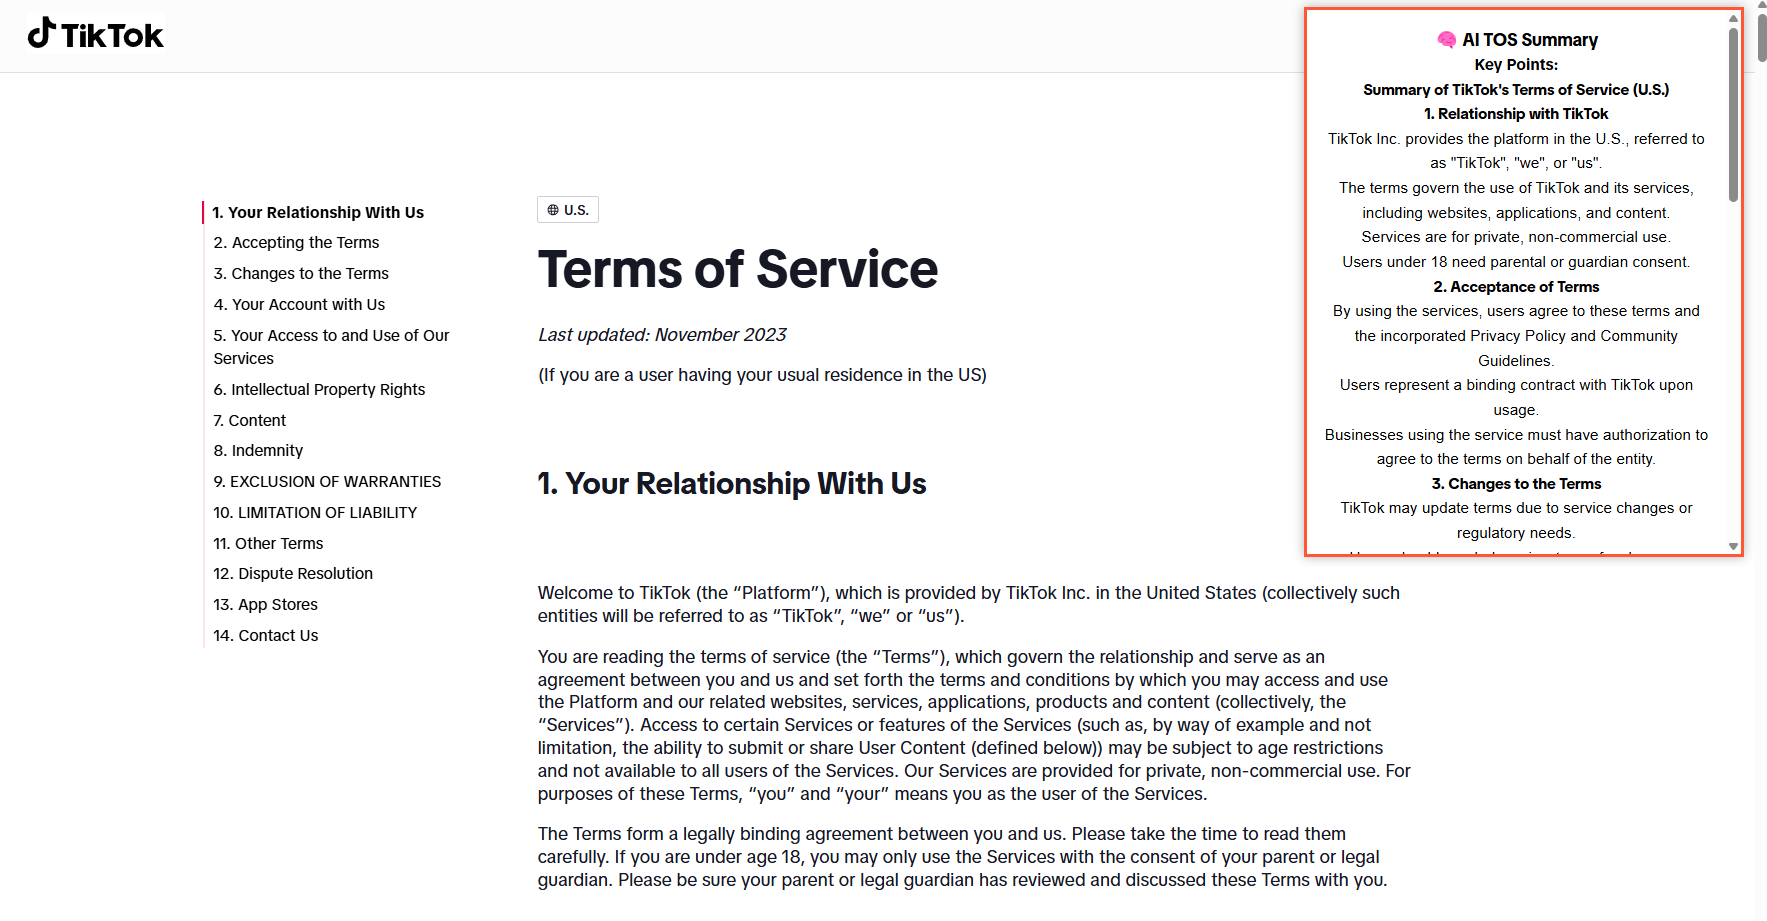 TikTok
1. Your Relationship With Us
2. Accepting the Terms
3. Changes to the Terms
4. Your Account with Us
5. Your Access to and Use of Our
Services
6. Intellectual Property Rights
7. Content
8. Indemnity
9. EXCLUSION OF WARRANTIES
10. LIMITATION OF LIABILITY
11. Other Terms
12. Dispute Resolution
13. App Stores
14. Contact Us
U.S.
Terms of Service
Last updated: November 2023
(If you are a user having your usual residence in the US)
1. Your Relationship With Us
Welcome to TikTok (the “Platform”), which is provided by TikTok Inc. in the United States (collectively such
entities will be referred to as “TikTok”, “we” or “us”).
You are reading the terms of service (the “Terms”), which govern the relationship and serve as an
agreement between you and us and set forth the terms and conditions by which you may access and use
the Platform and our related websites, services, applications, products and content (collectively, the
“Services”). Access to certain Services or features of the Services (such as, by way of example and not
limitation, the ability to submit or share User Content (defined below)) may be subject to age restrictions
and not available to all users of the Services. Our Services are provided for private, non-commercial use. For
purposes of these Terms, “you” and “your” means you as the user of the Services.
The Terms form a legally binding agreement between you and us. Please take the time to read them
carefully. If you are under age 18, you may only use the Services with the consent of your parent or legal
guardian. Please be sure your parent or legal guardian has reviewed and discussed these Terms with you.
🧠 AI TOS Summary
Key Points:
Summary of TikTok's Terms of Service (U.S.)
1. Relationship with TikTok
TikTok Inc. provides the platform in the U.S., referred to
as "TikTok", "we", or "us".
The terms govern the use of TikTok and its services,
including websites, applications, and content.
Services are for private, non-commercial use.
Users under 18 need parental or guardian consent.
2. Acceptance of Terms
By using the services, users agree to these terms and
the incorporated Privacy Policy and Community
Guidelines.
Users represent a binding contract with TikTok upon
usage.
Businesses using the service must have authorization to
agree to the terms on behalf of the entity.
3. Changes to the Terms
TikTok may update terms due to service changes or
regulatory needs.